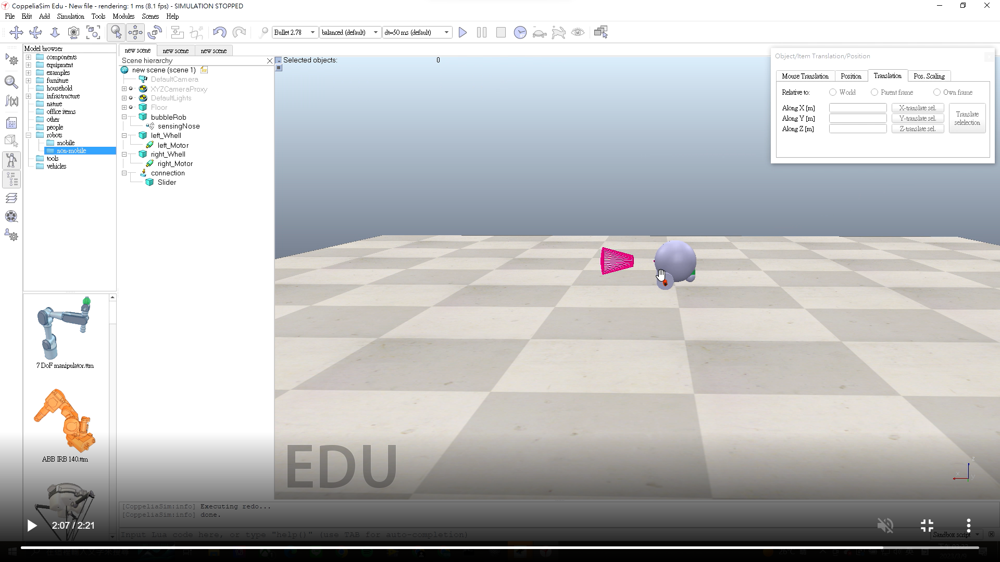 CoppeliaSim Edu - New file - rendering: 1 ms (8.1 fps) - SIMULATION STOPPED
File Edit Add Simulation Tools Modules Scenes Help
Bullet 2.78 balanced (default) dt=50 ms (default)
Model browser
components
equipment
examples
furniture
household
infrastructure
nature
office items
other
people
robots
mobile
non-mobile
tools
vehicles
7 DoF manipulator.ttm
ABB IRB 140.ttm
new scene new scene new scene
Scene hierarchy
new scene (scene 1)
DefaultCamera
XYZCameraProxy
DefaultLights
Floor
bubbleRob
sensingNose
left_Whell
left_Motor
right_Whell
right_Motor
connection
Slider
Selected objects: 0
Object/Item Translation/Position
Mouse Translation Position Translation Pos. Scaling
Relative to: World Parent frame Own frame
Along X [m] X-translate sel.
Along Y [m] Y-translate sel.
Along Z [m] Z-translate sel.
Translate
selelection
EDU
z
x
y
[CoppeliaSim:info] Executing redo...
[CoppeliaSim:info] done.
Input Lua code here, or type "help()" (use TAB for auto-completion)
Sandbox script
2:07 / 2:21
26°C
2023/3/9